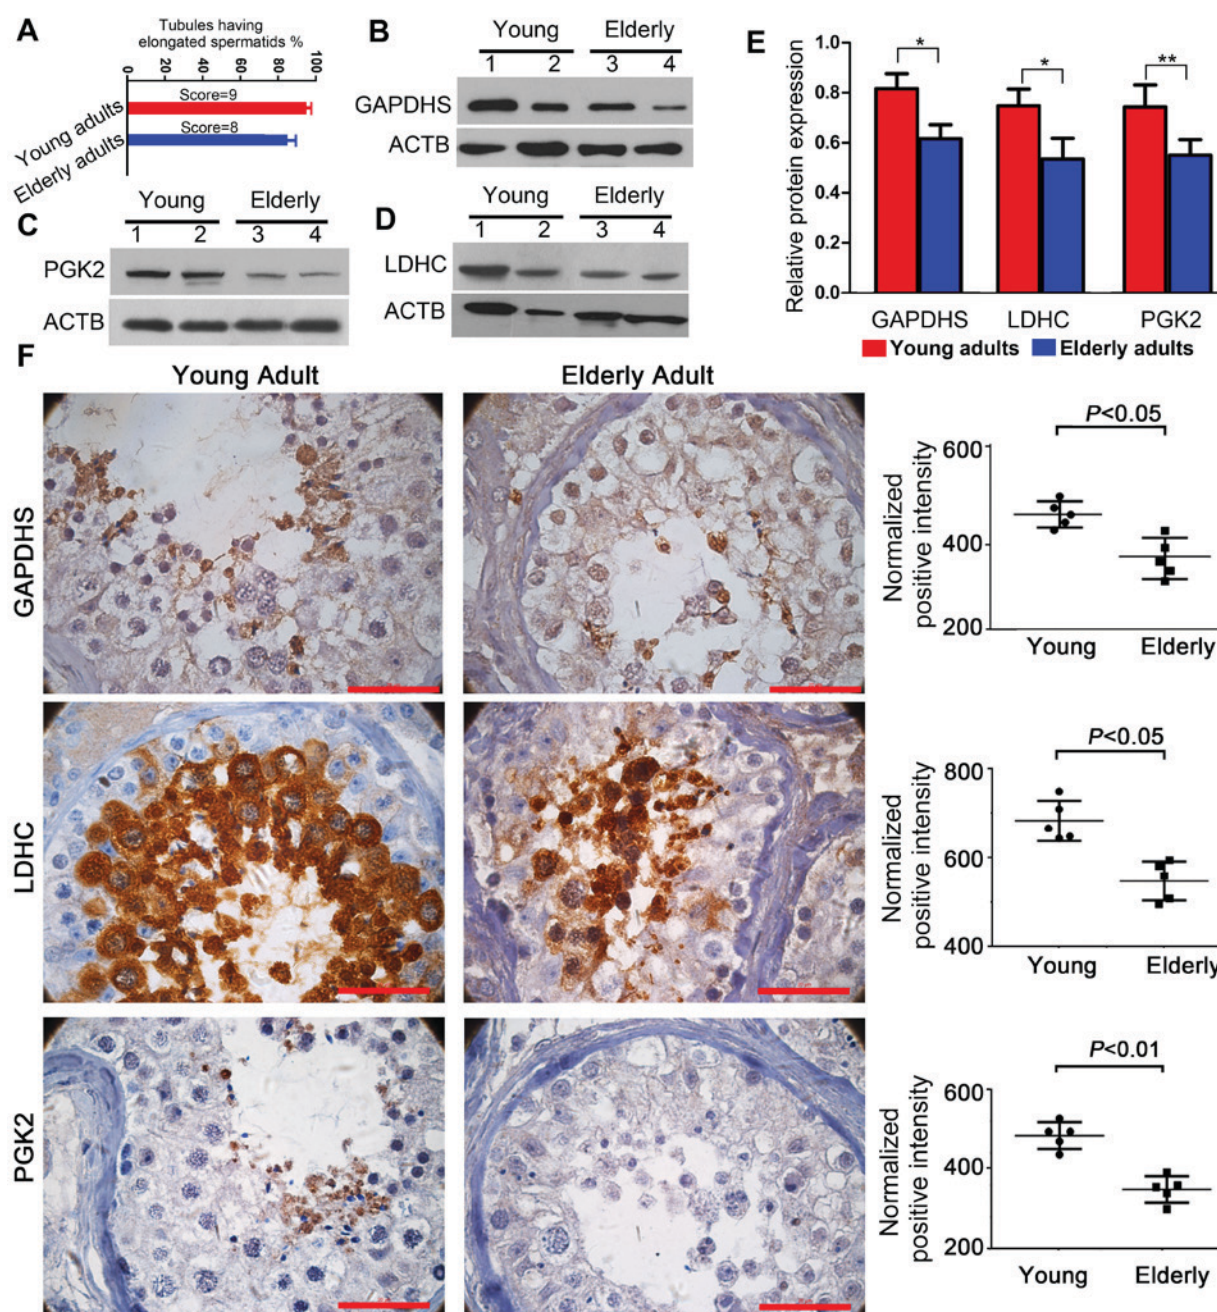 A
Tubules having
elongated spermatids %
0
20
40
60
80
100
Score=9
Young adults
Score=8
Elderly adults
B
Young Elderly
1 2 3 4
GAPDHS
ACTB
C
Young Elderly
1 2 3 4
PGK2
ACTB
D
Young Elderly
1 2 3 4
LDHC
ACTB
E
Relative protein expression
1.0
0.8
0.6
0.4
0.2
0.0
*
*
**
GAPDHS LDHC PGK2
Young adults Elderly adults
F
Young Adult Elderly Adult
GAPDHS
Normalized
positive intensity
P<0.05
600
400
200
Young Elderly
LDHC
Normalized
positive intensity
P<0.05
800
600
400
Young Elderly
PGK2
Normalized
positive intensity
P<0.01
600
400
200
Young Elderly